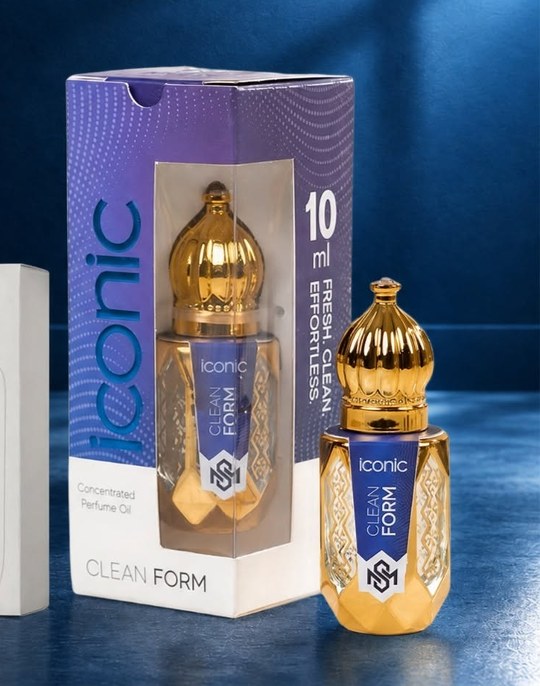 iconic
Concentrated
Perfume Oil
CLEAN FORM
iconic
CLEAN
FORM
10
ml
FRESH. CLEAN
EFFORTLESS
iconic
CLEAN
FORM